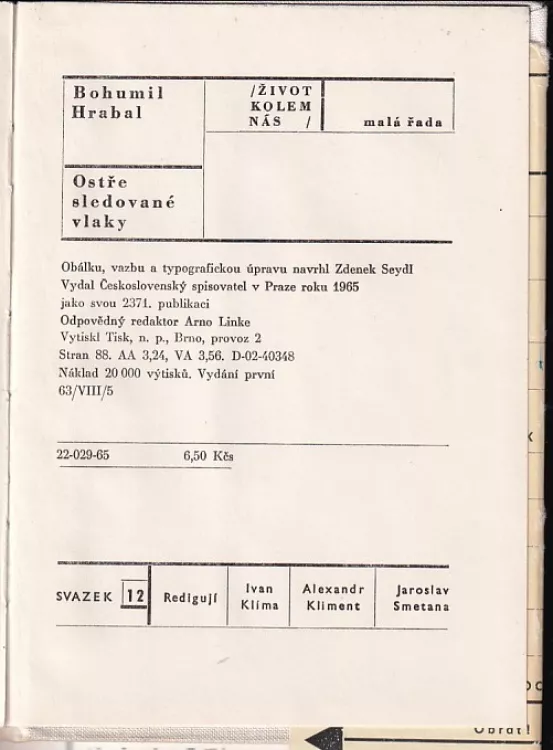 Bohumil
Hrabal
/ŽIVOT
KOLEM
NÁS /
malá řada
Ostře
sledované
vlaky
Obálku, vazbu a typografickou úpravu navrhl Zdenek Seydl
Vydal Československý spisovatel v Praze roku 1965
jako svou 2371. publikaci
Odpovědný redaktor Arno Linke
Vytiskl Tisk, n. p., Brno, provoz 2
Stran 88. AA 3,24, VA 3,56. D-02-40348
Náklad 20 000 výtisků. Vydání první
63/VIII/5
22-029-65 6,50 Kčs
SVAZEK 12
Redigují
Ivan
Klíma
Alexandr
Kliment
Jaroslav
Smetana
Obrať!